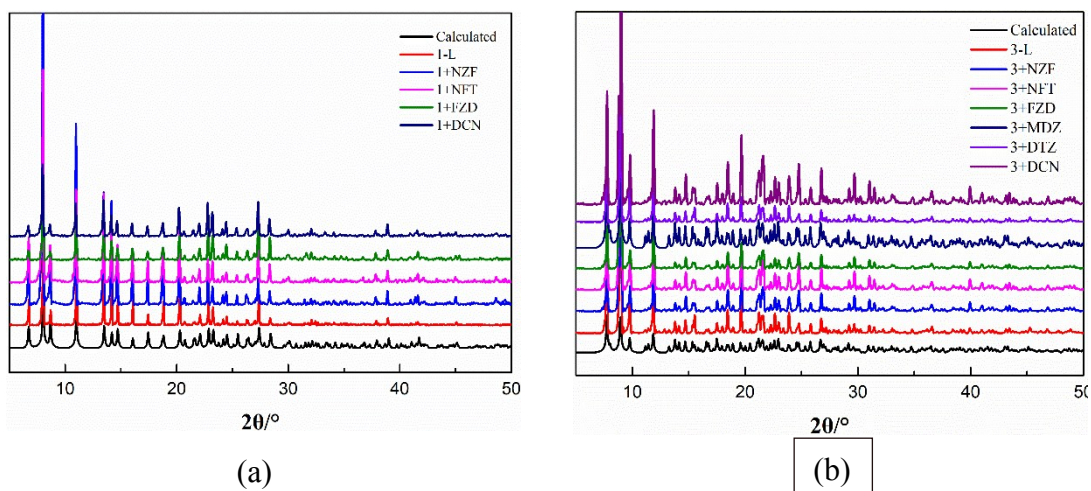 Calculated
1-L
1+NZF
1+NFT
1+FZD
1+DCN
10 20 30 40 50
2θ/°
(a)
Calculated
3-L
3+NZF
3+NFT
3+FZD
3+MDZ
3+DTZ
3+DCN
10 20 30 40 50
2θ/°
(b)